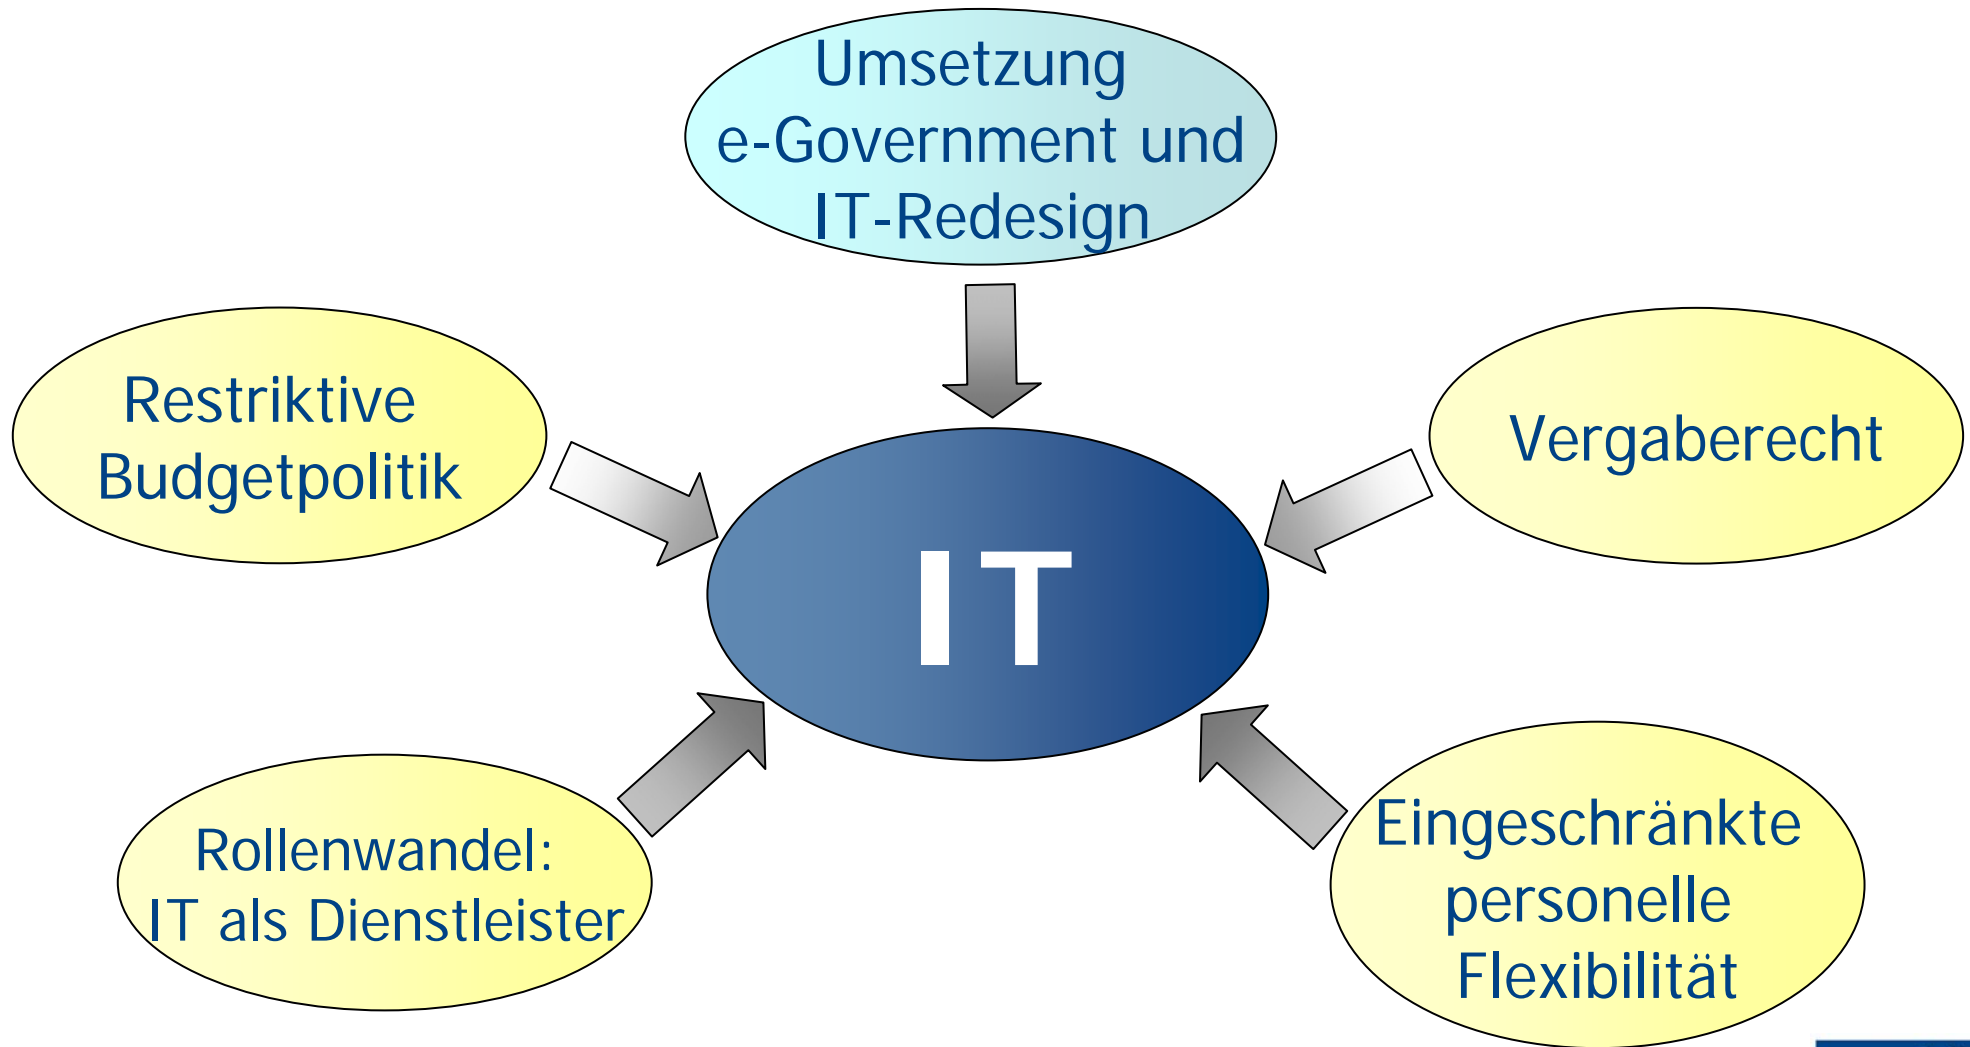 Umsetzung
e-Government und
IT-Redesign
Restriktive
Budgetpolitik
Vergaberecht
IT
Rollenwandel:
IT als Dienstleister
Eingeschränkte
personelle
Flexibilität